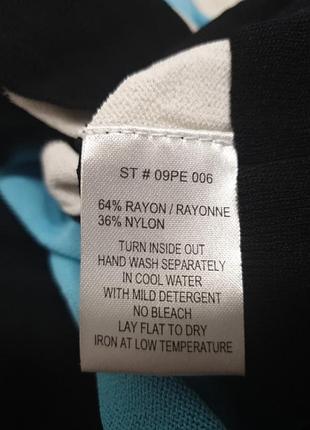 ST # 09PE 006
64% RAYON / RAYONNE
36% NYLON
TURN INSIDE OUT
HAND WASH SEPARATELY
IN COOL WATER
WITH MILD DETERGENT
NO BLEACH
LAY FLAT TO DRY
IRON AT LOW TEMPERATURE